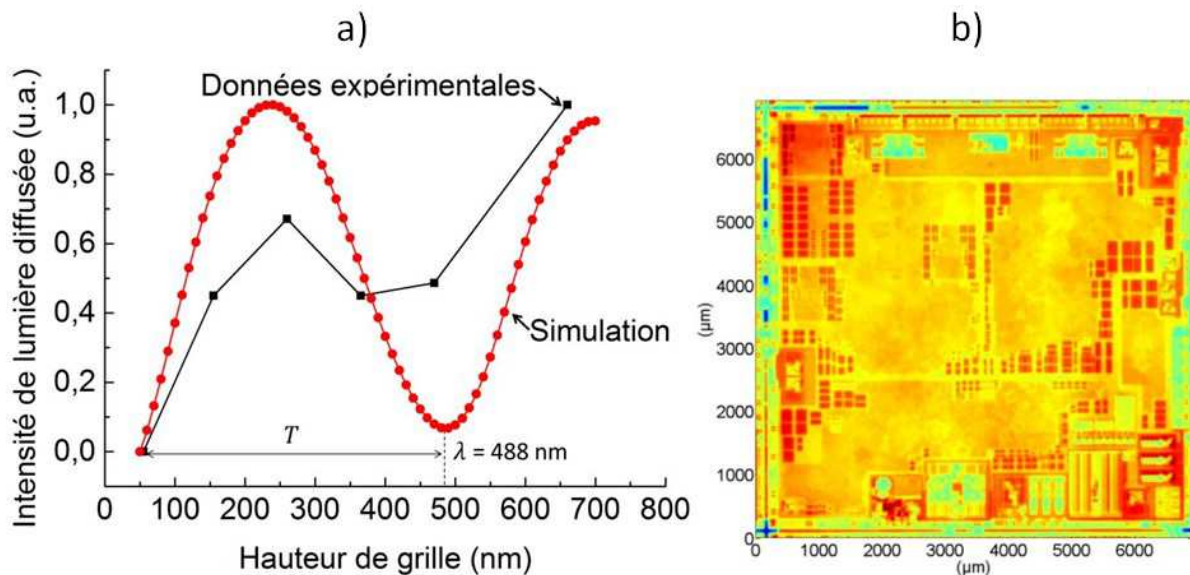 a)
b)
Intensité de lumière diffusée (u.a.)
1,0
0,8
0,6
0,4
0,2
0,0
Données expérimentales
Simulation
T
λ = 488 nm
0 100 200 300 400 500 600 700 800
Hauteur de grille (nm)
6000
5000
4000
(µm)
3000
2000
1000
0
0 1000 2000 3000 4000 5000 6000
(µm)